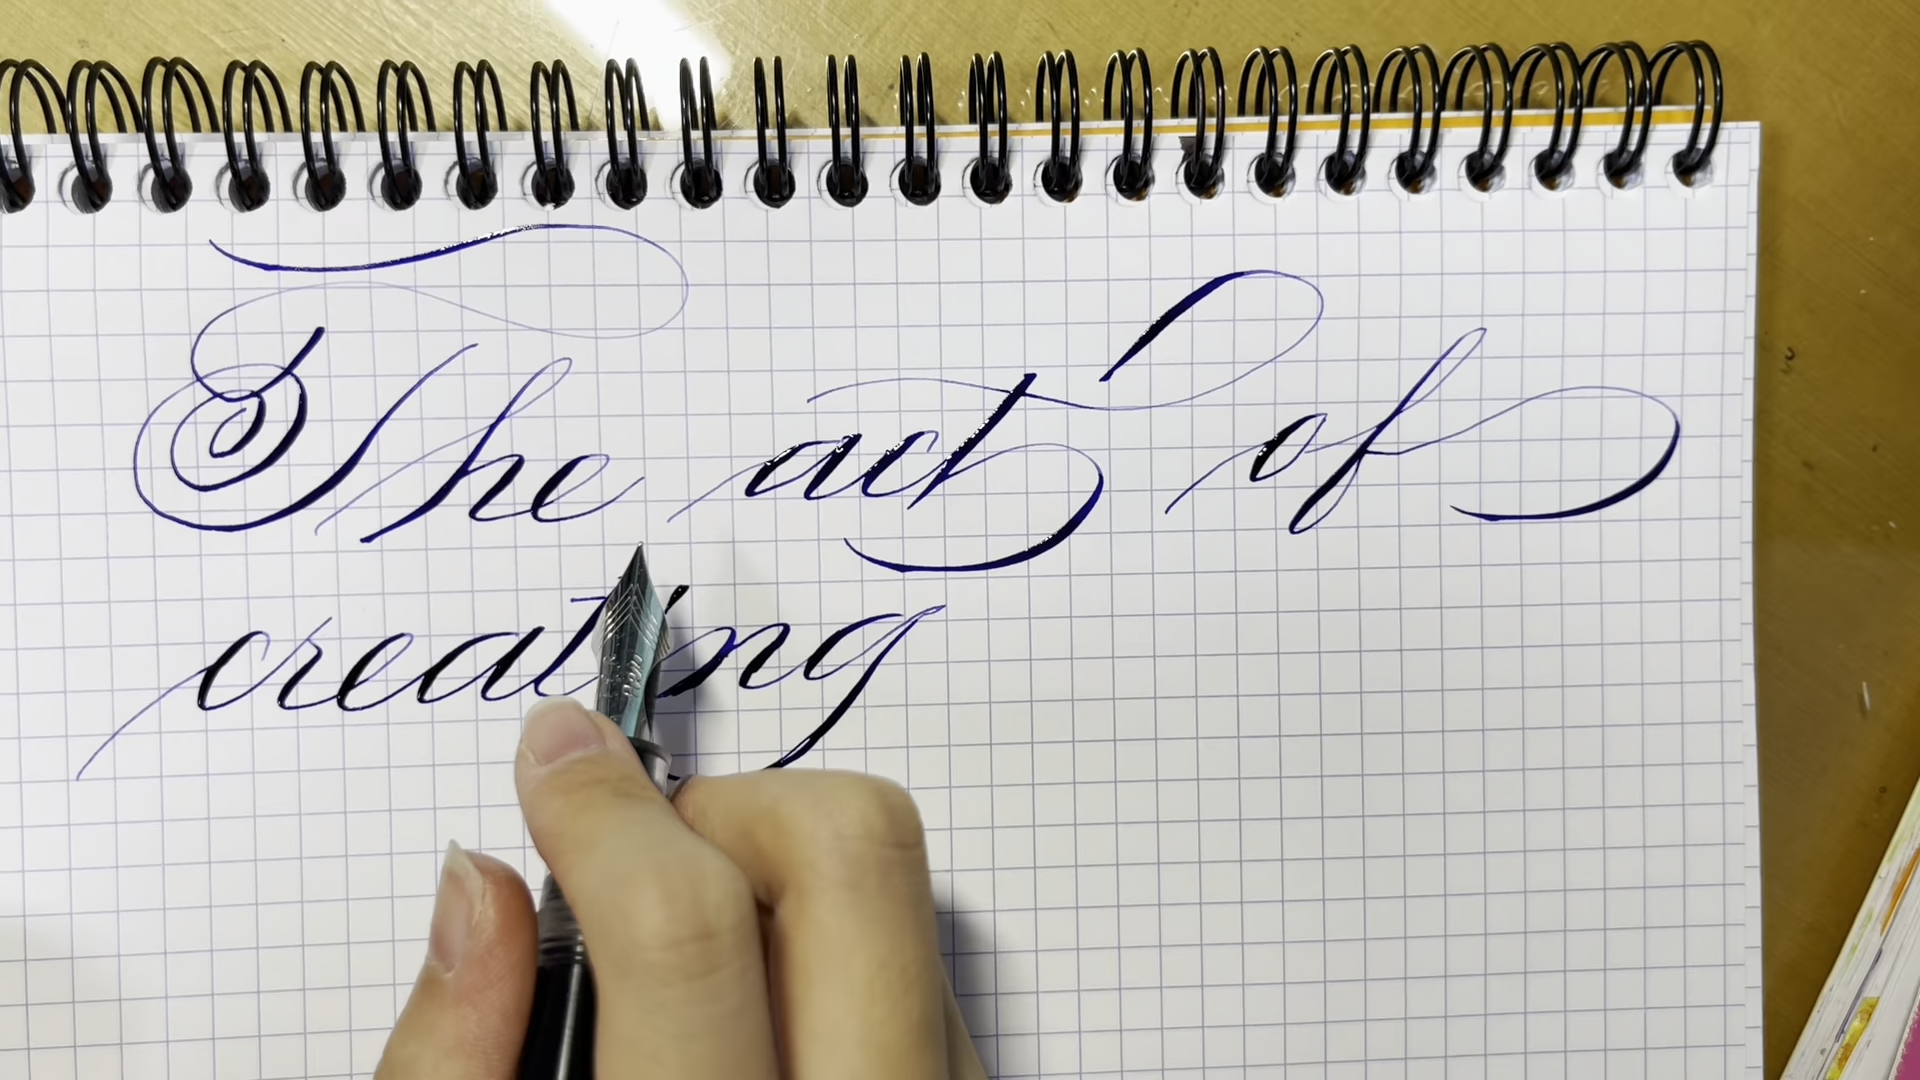 The act of
creating